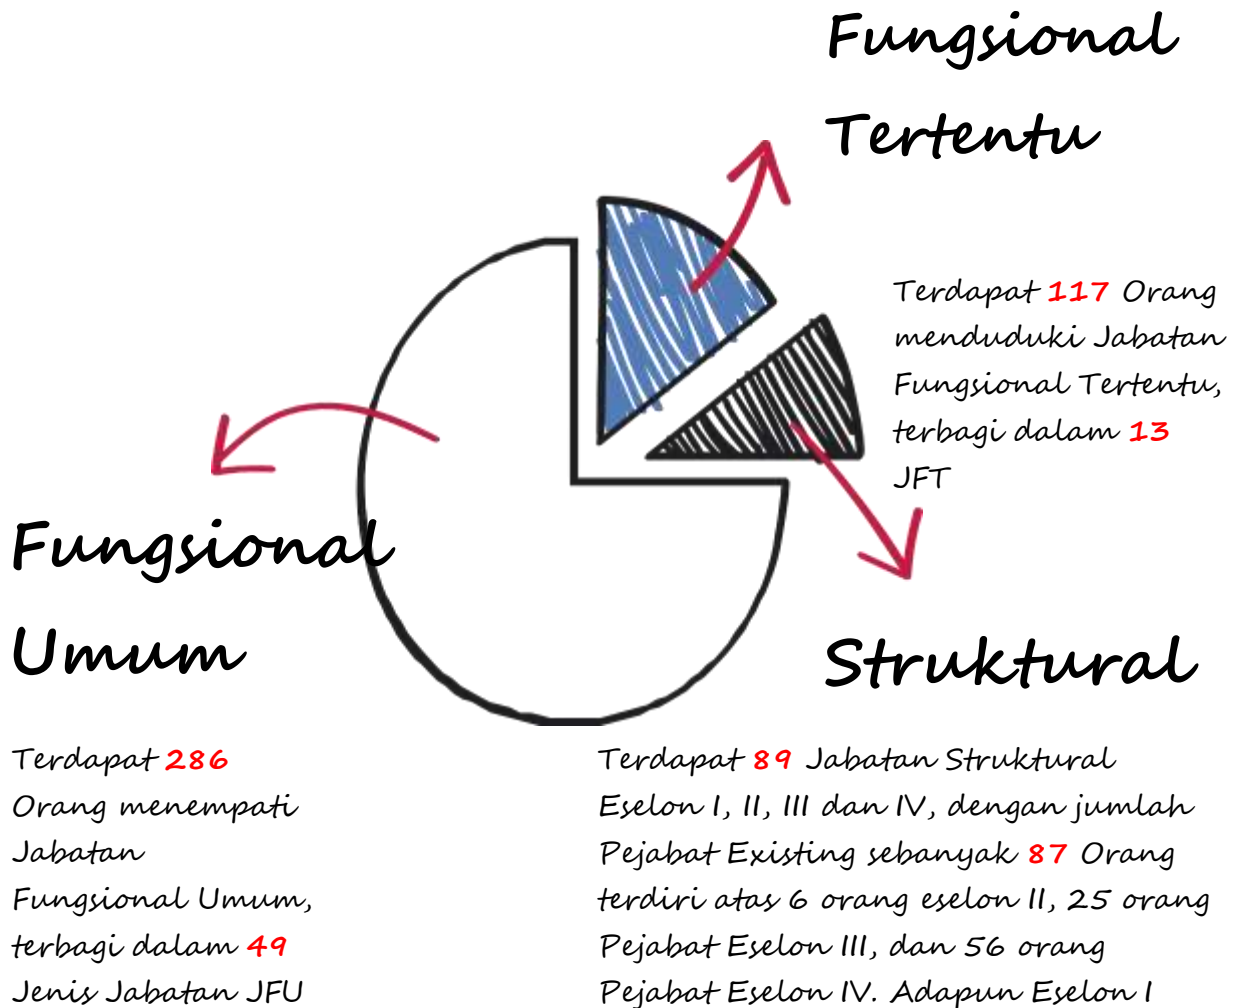 Fungsional
Tertentu
Terdapat 117 Orang
menduduki Jabatan
Fungsional Tertentu,
terbagi dalam 13
JFT
Fungsional
Umum
Terdapat 286
Orang menempati
Jabatan
Fungsional Umum,
terbagi dalam 49
Jenis Jabatan JFU
Struktural
Terdapat 89 Jabatan Struktural
Eselon I, II, III dan IV, dengan jumlah
Pejabat Existing sebanyak 87 Orang
terdiri atas 6 orang eselon II, 25 orang
Pejabat Eselon III, dan 56 orang
Pejabat Eselon IV. Adapun Eselon I